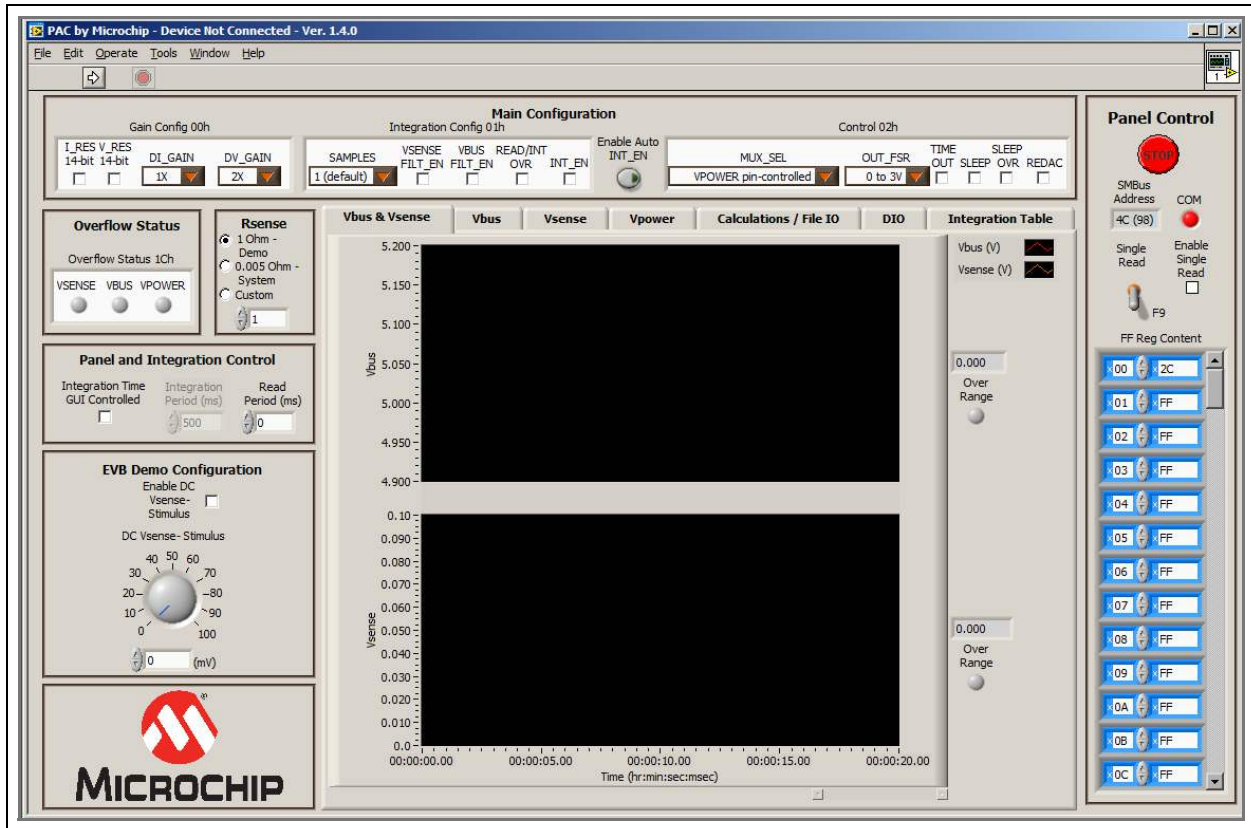 PAC by Microchip - Device Not Connected - Ver. 1.4.0
File Edit Operate Tools Window Help
1
Main Configuration
Gain Config 00h
I_RES V_RES
14-bit 14-bit DI_GAIN DV_GAIN
1X 2X
Integration Config 01h
SAMPLES VSENSE FILT_EN VBUS FILT_EN READ/INT OVR INT_EN
1 (default)
Enable Auto
INT_EN
Control 02h
MUX_SEL OUT_FSR TIME OUT SLEEP SLEEP OVR REDAC
VPOWER pin-controlled 0 to 3V
Overflow Status
Overflow Status 1Ch
VSENSE VBUS VPOWER
Rsense
1 Ohm -
Demo
0.005 Ohm -
System
Custom
1
Panel and Integration Control
Integration Time
GUI Controlled
Integration
Period (ms)
500
Read
Period (ms)
0
EVB Demo Configuration
Enable DC
Vsense-
Stimulus
DC Vsense- Stimulus
0 10 20 30 40 50 60 70 80 90 100
0 (mV)
®
MICROCHIP
Vbus & Vsense Vbus Vsense Vpower Calculations / File IO DIO Integration Table
Vbus
5.200
5.150
5.100
5.050
5.000
4.950
4.900
Vsense
0.10
0.090
0.080
0.070
0.060
0.050
0.040
0.030
0.020
0.010
0.0
00:00:00.00 00:00:05.00 00:00:10.00 00:00:15.00 00:00:20.00
Time (hr:min:sec:msec)
Vbus (V)
Vsense (V)
0.000
Over
Range
0.000
Over
Range
Panel Control
STOP
SMBus
Address
4C (98)
COM
Single
Read
F9
Enable
Single
Read
FF Reg Content
x 00 x 2C
x 01 x FF
x 02 x FF
x 03 x FF
x 04 x FF
x 05 x FF
x 06 x FF
x 07 x FF
x 08 x FF
x 09 x FF
x 0A x FF
x 0B x FF
x 0C x FF